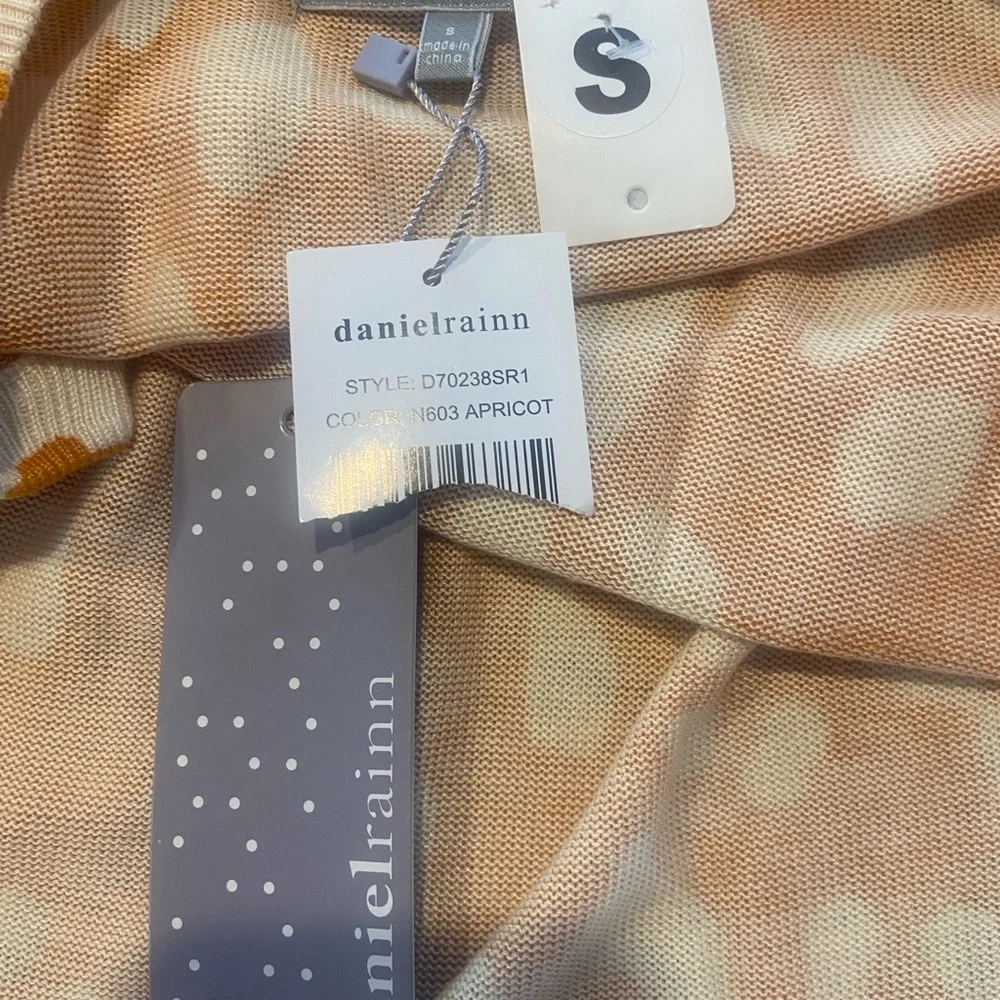 s
made in
china
S
danielrainn
STYLE: D70238SR1
COLOR: N603 APRICOT
nielrainn